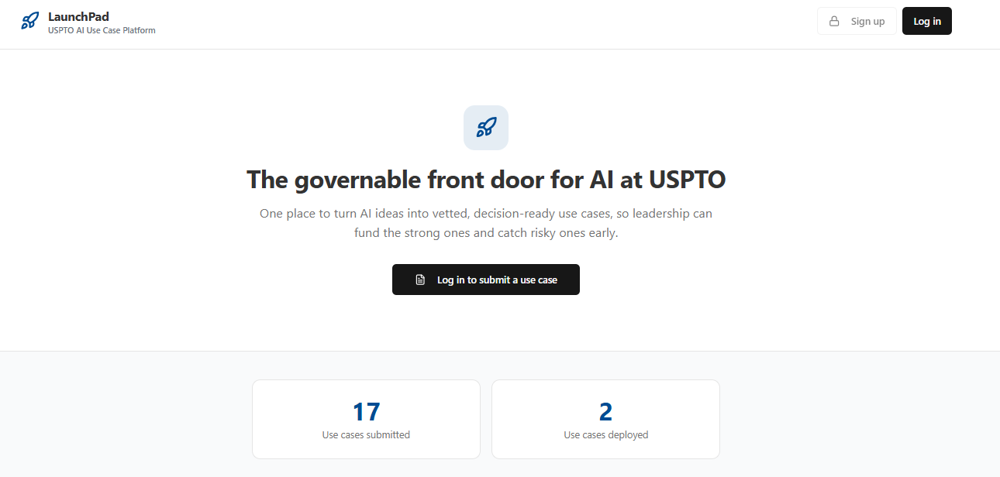 LaunchPad
USPTO AI Use Case Platform
Sign up
Log in
The governable front door for AI at USPTO
One place to turn AI ideas into vetted, decision-ready use cases, so leadership can
fund the strong ones and catch risky ones early.
Log in to submit a use case
17
Use cases submitted
2
Use cases deployed